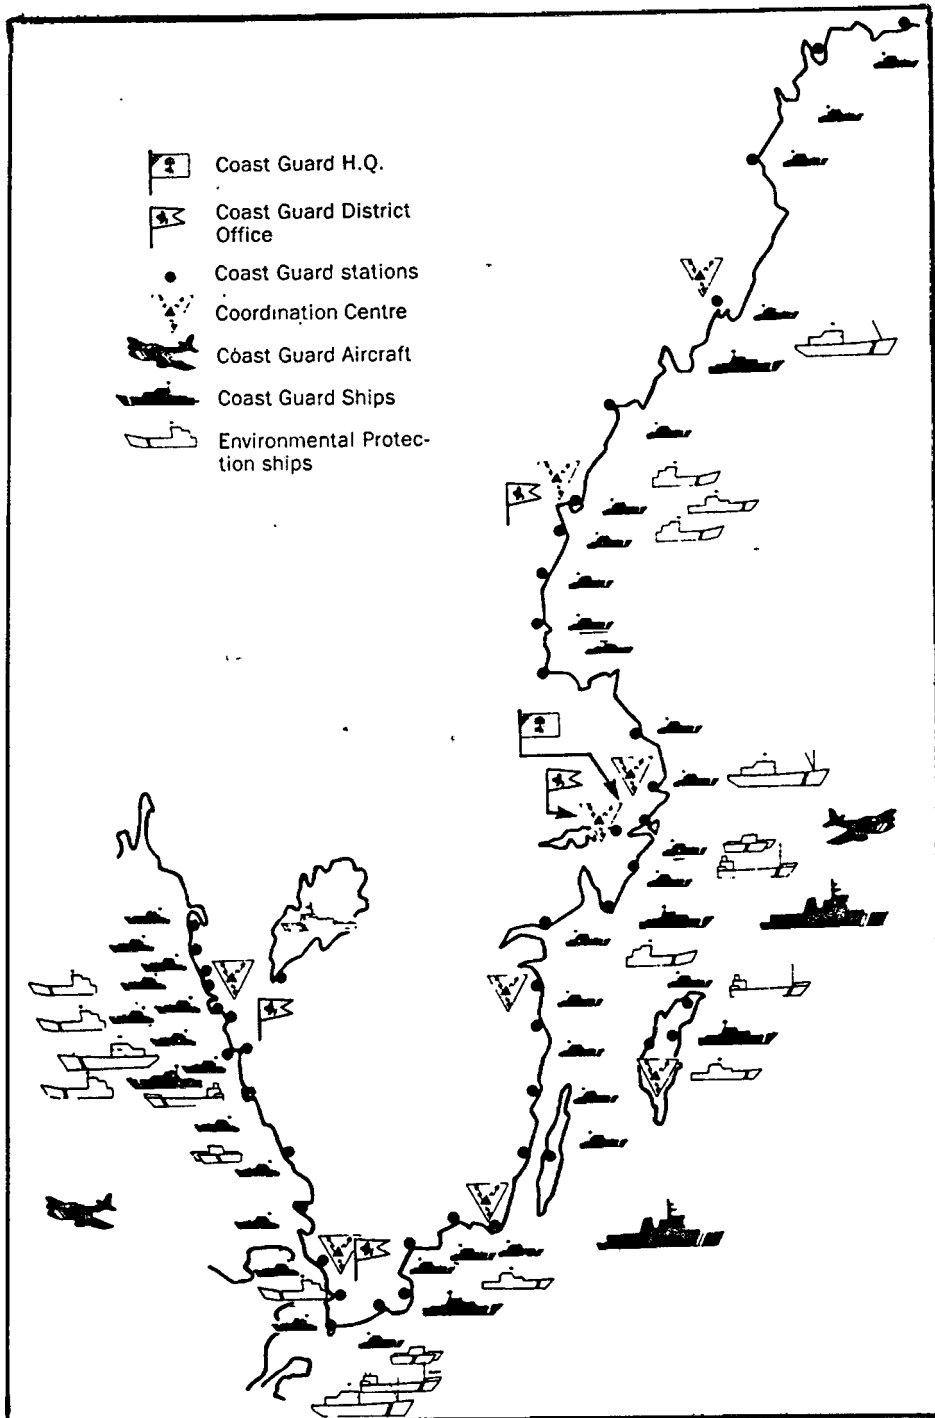 Coast Guard H.Q.
Coast Guard District
Office
Coast Guard stations
Coordination Centre
Coast Guard Aircraft
Coast Guard Ships
Environmental Protec-
tion ships